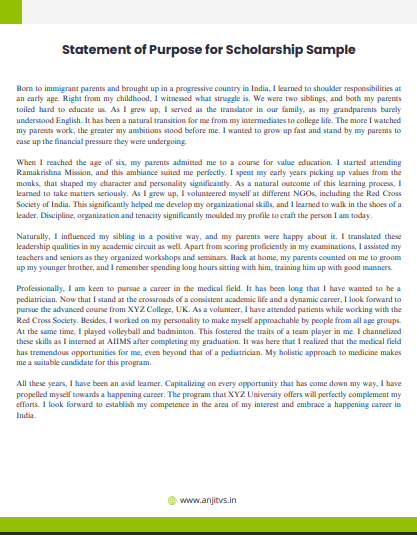 Statement of Purpose for Scholarship Sample
Born to immigrant parents and brought up in a progressive country in India, I learned to shoulder responsibilities at
an early age. Right from my childhood, I witnessed what struggle is. We were two siblings, and both my parents
toiled hard to educate us. As I grew up, I served as the translator in our family, as my grandparents barely
understood English. It has been a natural transition for me from my intermediates to college life. The more I watched
my parents work, the greater my ambitions stood before me. I wanted to grow up fast and stand by my parents to
ease up the financial pressure they were undergoing.
When I reached the age of six, my parents admitted me to a course for value education. I started attending
Ramakrishna Mission, and this ambiance suited me perfectly. I spent my early years picking up values from the
monks, that shaped my character and personality significantly. As a natural outcome of this learning process, I
learned to take matters seriously. As I grew up, I volunteered myself at different NGOs, including the Red Cross
Society of India. This significantly helped me develop my organizational skills, and I learned to walk in the shoes of a
leader. Discipline, organization and tenacity significantly moulded my profile to craft the person I am today.
Naturally, I influenced my sibling in a positive way, and my parents were happy about it. I translated these
leadership qualities in my academic circuit as well. Apart from scoring proficiently in my examinations, I assisted my
teachers and seniors as they organized workshops and seminars. Back at home, my parents counted on me to groom
up my younger brother, and I remember spending long hours sitting with him, training him up with good manners.
Professionally, I am keen to pursue a career in the medical field. It has been long that I have wanted to be a
pediatrician. Now that I stand at the crossroads of a consistent academic life and a dynamic career, I look forward to
pursue the advanced course from XYZ College, UK. As a volunteer, I have attended patients while working with the
Red Cross Society. Besides, I worked on my personality to make myself approachable by people from all age groups.
At the same time, I played volleyball and badminton. This fostered the traits of a team player in me. I channelized
these skills as I interned at AIIMS after completing my graduation. It was here that I realized that the medical field
has tremendous opportunities for me, even beyond that of a pediatrician. My holistic approach to medicine makes
me a suitable candidate for this program.
All these years, I have been an avid learner. Capitalizing on every opportunity that has come down my way, I have
propelled myself towards a happening career. The program that XYZ University offers will perfectly complement my
efforts. I look forward to establish my competence in the area of my interest and embrace a happening career in
India.
www.anjitvs.in